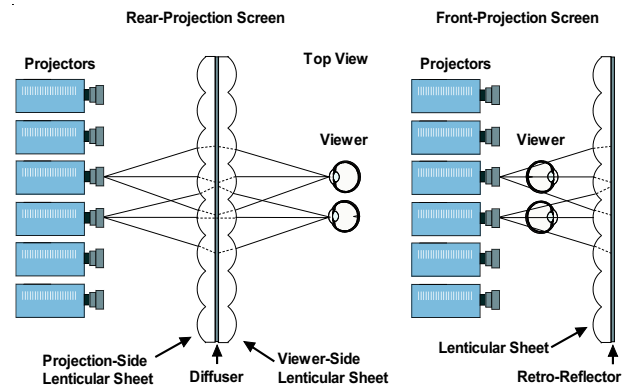 Rear-Projection Screen
Front-Projection Screen
Projectors
Top View
Projectors
Viewer
Viewer
Projection-Side
Lenticular Sheet
Diffuser
Viewer-Side
Lenticular Sheet
Lenticular Sheet
Retro-Reflector